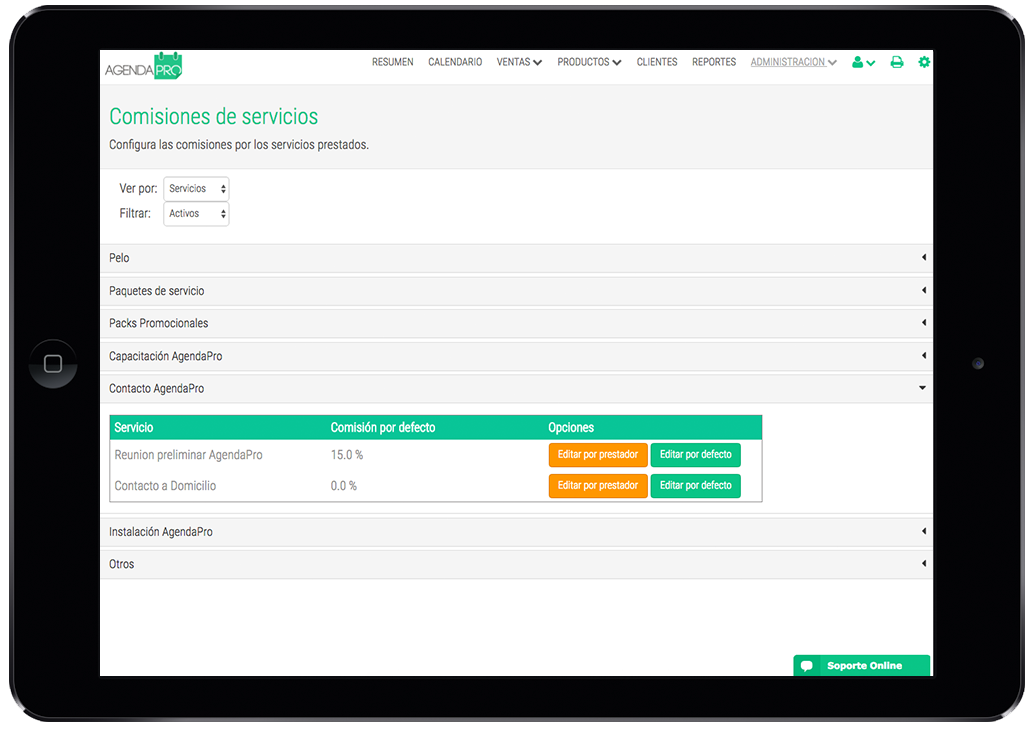 AGENDA PRO
RESUMEN CALENDARIO VENTAS PRODUCTOS CLIENTES REPORTES ADMINISTRACION
Comisiones de servicios
Configura las comisiones por los servicios prestados.
Ver por: Servicios
Filtrar: Activos
Pelo
Paquetes de servicio
Packs Promocionales
Capacitación AgendaPro
Contacto AgendaPro
Servicio Comisión por defecto Opciones
Reunion preliminar AgendaPro 15.0 % Editar por prestador Editar por defecto
Contacto a Domicilio 0.0 % Editar por prestador Editar por defecto
Instalación AgendaPro
Otros
Soporte Online